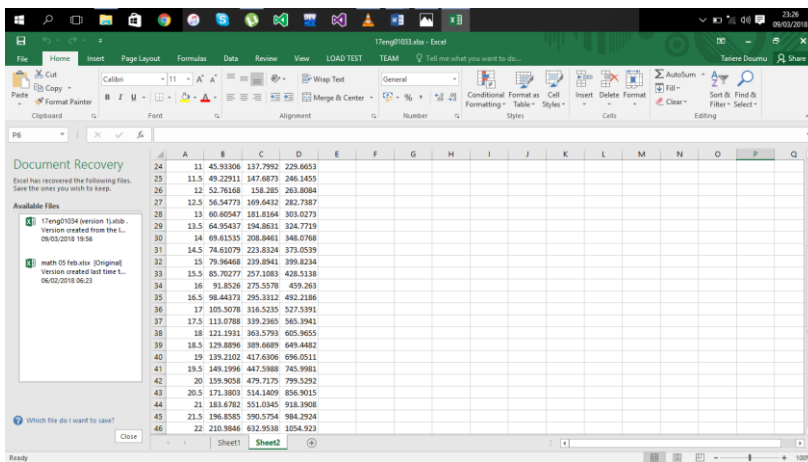 23:26
09/03/2018
17eng01033.xlsx - Excel
File Home Insert Page Layout Formulas Data Review View LOAD TEST TEAM Tell me what you want to do... Tanere Doumu Share
Cut
Copy
Format Painter
Paste
Calibri 11
B I U
Wrap Text
Merge & Center
General
Conditional Formatting
Format as Table
Cell Styles
Insert Delete Format
AutoSum
Fill
Clear
Sort & Filter
Find & Select
Clipboard Font Alignment Number Styles Cells Editing
P6 fx
Document Recovery
Excel has recovered the following files.
Save the ones you wish to keep.
Available Files
17eng01034 (version 1).xlsb .
Version created from the l...
09/03/2018 19:56
math 05 feb.xlsx [Original]
Version created last time t...
06/02/2018 06:23
Which file do I want to save?
Close
A B C D E F G H I J K L M N O P Q
24 11 45.93306 137.7992 229.6653
25 11.5 49.22911 147.6873 246.1455
26 12 52.76168 158.285 263.8084
27 12.5 56.54773 169.6432 282.7387
28 13 60.60547 181.8164 303.0273
29 13.5 64.95437 194.8631 324.7719
30 14 69.61535 208.8461 348.0768
31 14.5 74.61079 223.8324 373.0539
32 15 79.96468 239.8941 399.8234
33 15.5 85.70277 257.1083 428.5138
34 16 91.8526 275.5578 459.263
35 16.5 98.44373 295.3312 492.2186
36 17 105.5078 316.5235 527.5391
37 17.5 113.0788 339.2365 565.3941
38 18 121.1931 363.5793 605.9655
39 18.5 129.8896 389.6689 649.4482
40 19 139.2102 417.6306 696.0511
41 19.5 149.1996 447.5988 745.9981
42 20 159.9058 479.7175 799.5292
43 20.5 171.3803 514.1409 856.9015
44 21 183.6782 551.0345 918.3908
45 21.5 196.8585 590.5754 984.2924
46 22 210.9846 632.9538 1054.923
Sheet1 Sheet2
Ready